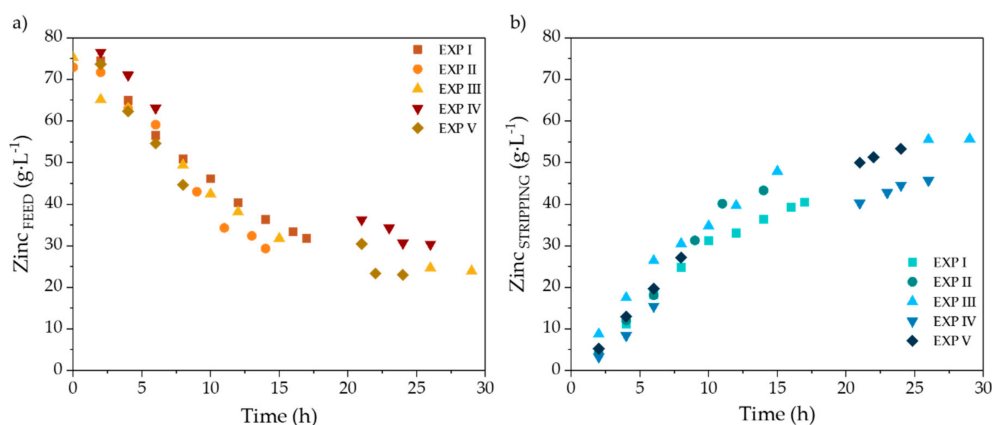 a)
80
70
60
50
40
30
20
10
0
Zinc FEED (g·L⁻¹)
0 5 10 15 20 25 30
Time (h)
EXP I
EXP II
EXP III
EXP IV
EXP V
b)
80
70
60
50
40
30
20
10
0
Zinc STRIPPING (g·L⁻¹)
0 5 10 15 20 25 30
Time (h)
EXP I
EXP II
EXP III
EXP IV
EXP V